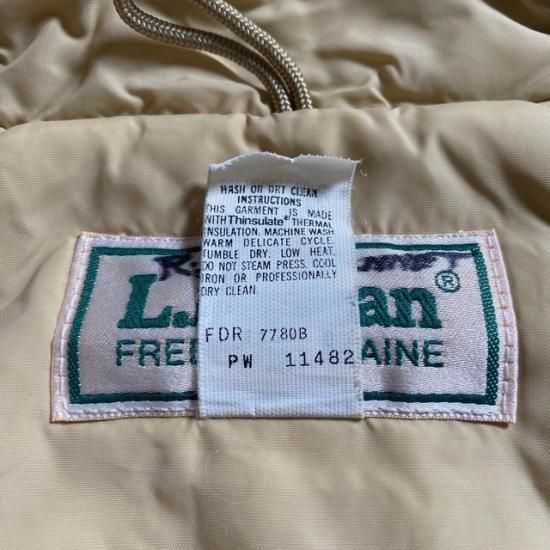 WASH OR DRY CLEAN
INSTRUCTIONS
THIS GARMENT IS MADE
WITH Thinsulate® THERMAL
INSULATION. MACHINE WASH
WARM DELICATE CYCLE.
TUMBLE DRY. LOW HEAT.
DO NOT STEAM PRESS. COOL
IRON OR PROFESSIONALLY
DRY CLEAN.
FDR 7780B
PW 11482
L. an®
FREE AINE